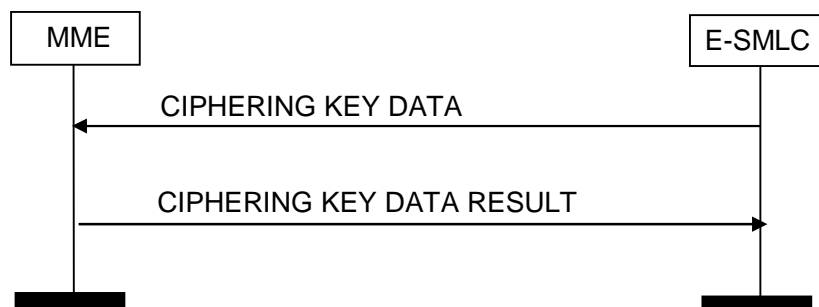 MME
E-SMLC
CIPHERING KEY DATA
CIPHERING KEY DATA RESULT